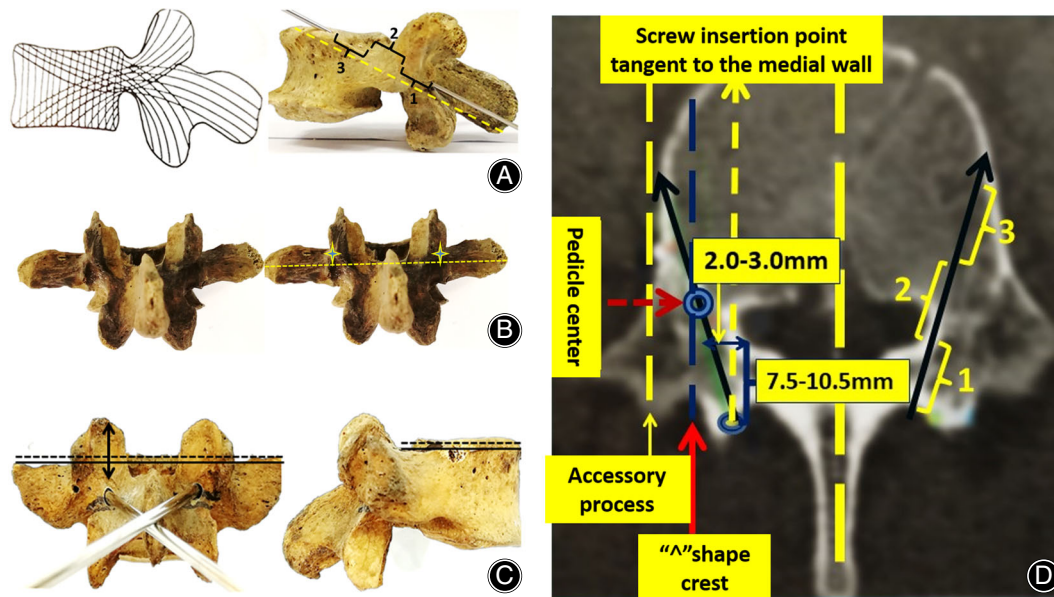 2
3
1
A
B
C
Screw insertion point
tangent to the medial wall
Pedicle center
2.0-3.0mm
7.5-10.5mm
3
2
1
Accessory
process
“^”shape
crest
D